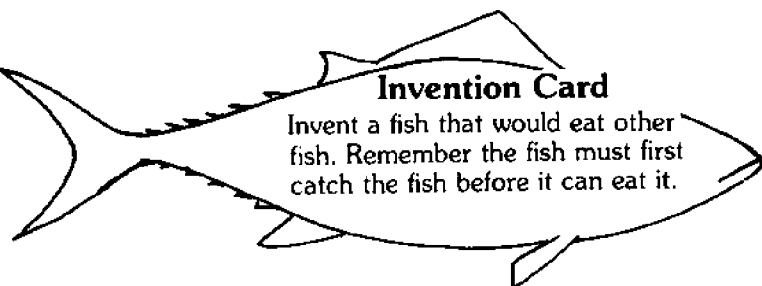 Invention Card
Invent a fish that would eat other
fish. Remember the fish must first
catch the fish before it can eat it.